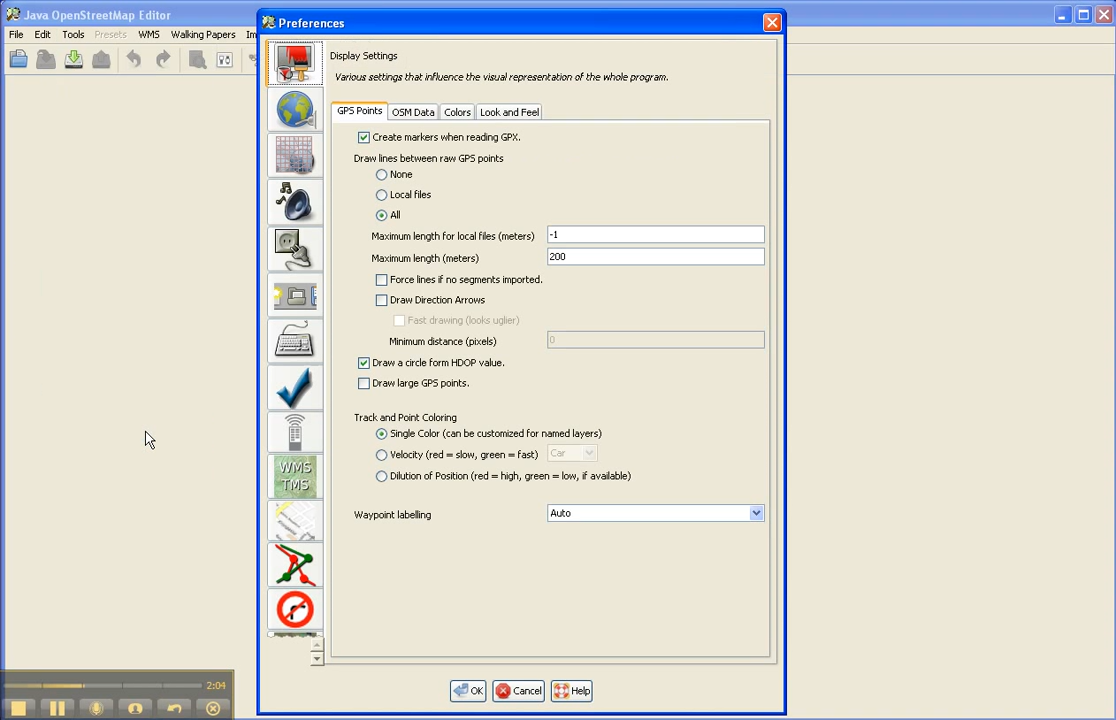 Java OpenStreetMap Editor
File Edit Tools Presets WMS Walking Papers
Preferences
Display Settings
Various settings that influence the visual representation of the whole program.
GPS Points OSM Data Colors Look and Feel
Create markers when reading GPX.
Draw lines between raw GPS points
None
Local files
All
Maximum length for local files (meters) -1
Maximum length (meters) 200
Force lines if no segments imported.
Draw Direction Arrows
Fast drawing (looks uglier)
Minimum distance (pixels) 0
Draw a circle form HDOP value.
Draw large GPS points.
Track and Point Coloring
Single Color (can be customized for named layers)
Velocity (red = slow, green = fast) Car
Dilution of Position (red = high, green = low, if available)
Waypoint labelling Auto
WMS
TMS
OK Cancel Help
2:04